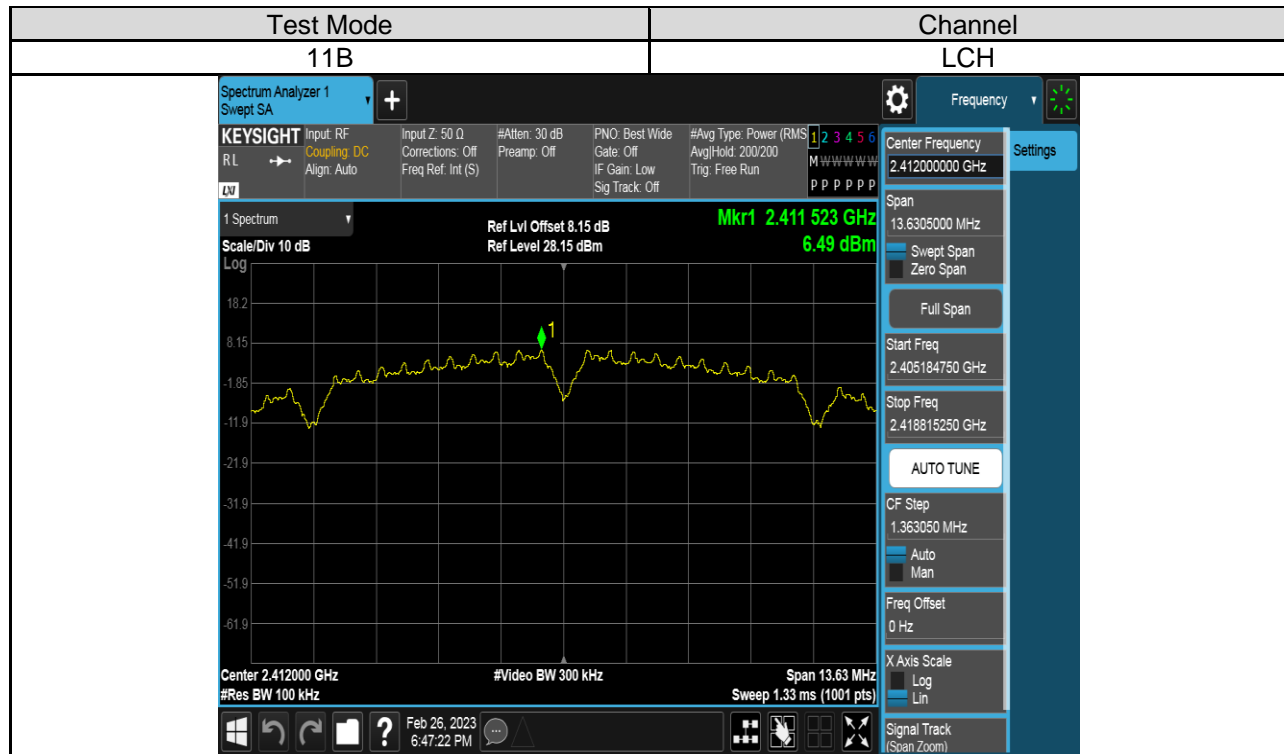 Test Mode Channel
11B LCH
Spectrum Analyzer 1
Swept SA
+
Frequency
KEYSIGHT
RL
LXI
Input: RF
Coupling: DC
Align: Auto
Input Z: 50 Ω
Corrections: Off
Freq Ref: Int (S)
#Atten: 30 dB
Preamp: Off
PNO: Best Wide
Gate: Off
IF Gain: Low
Sig Track: Off
#Avg Type: Power (RMS
Avg|Hold: 200/200
Trig: Free Run
1 2 3 4 5 6
M W W W W W
P P P P P P
1 Spectrum
Scale/Div 10 dB
Log
Ref Lvl Offset 8.15 dB
Ref Level 28.15 dBm
Mkr1 2.411 523 GHz
6.49 dBm
18.2
8.15
-1.85
-11.9
-21.9
-31.9
-41.9
-51.9
-61.9
1
Center 2.412000 GHz
#Res BW 100 kHz
#Video BW 300 kHz
Span 13.63 MHz
Sweep 1.33 ms (1001 pts)
Center Frequency
2.412000000 GHz
Settings
Span
13.6305000 MHz
Swept Span
Zero Span
Full Span
Start Freq
2.405184750 GHz
Stop Freq
2.418815250 GHz
AUTO TUNE
CF Step
1.363050 MHz
Auto
Man
Freq Offset
0 Hz
X Axis Scale
Log
Lin
Signal Track
(Span Zoom)
?
Feb 26, 2023
6:47:22 PM